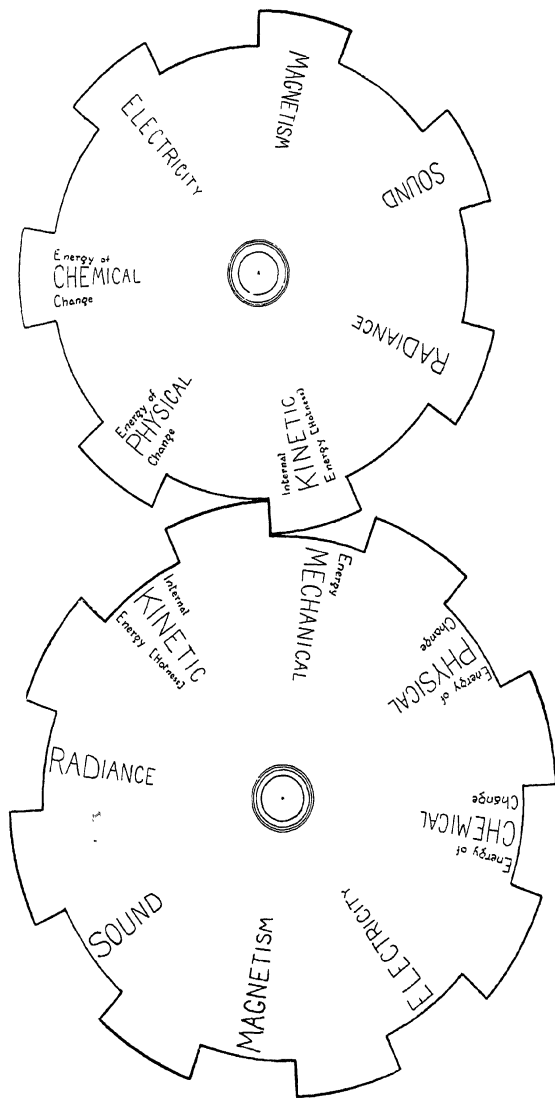 MAGNETISM
SOUND
RADIANCE
Internal
KINETIC
Energy [Hotness]
Energy of
PHYSICAL
Change
Energy of
CHEMICAL
Change
ELECTRICITY
Energy
MECHANICAL
Energy of
PHYSICAL
Change
Energy of
CHEMICAL
Change
ELECTRICITY
MAGNETISM
SOUND
RADIANCE
Internal
KINETIC
Energy [Hotness]